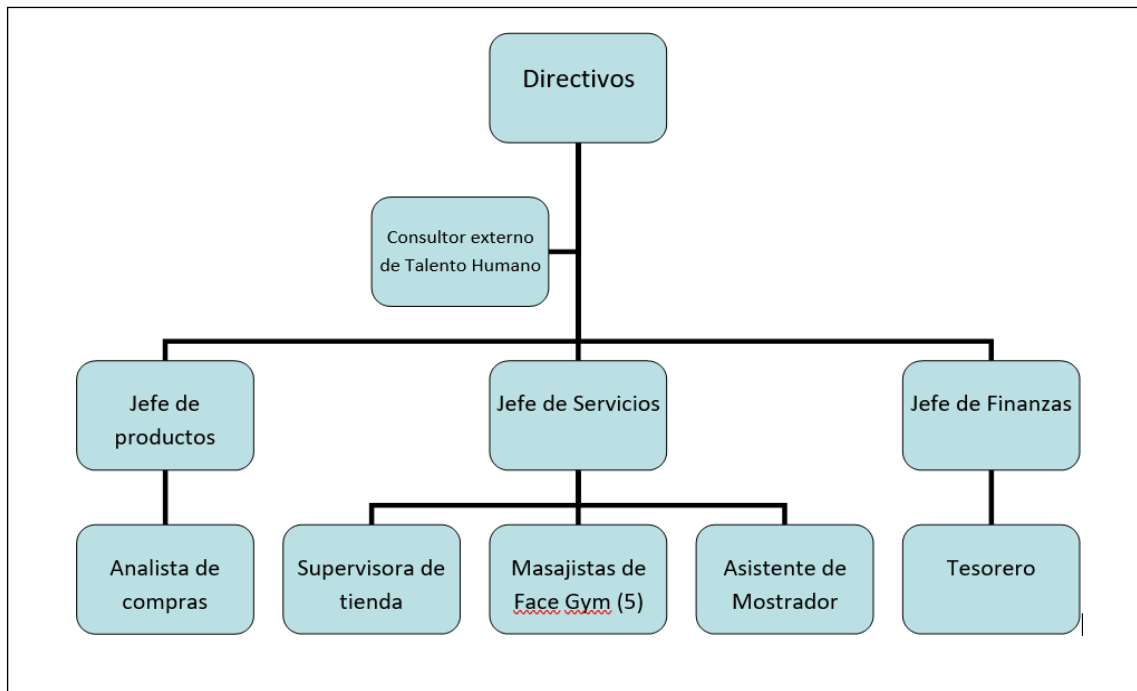 Directivos
Consultor externo
de Talento Humano
Jefe de
productos
Jefe de Servicios
Jefe de Finanzas
Analista de
compras
Supervisora de
tienda
Masajistas de
Face Gym (5)
Asistente de
Mostrador
Tesorero